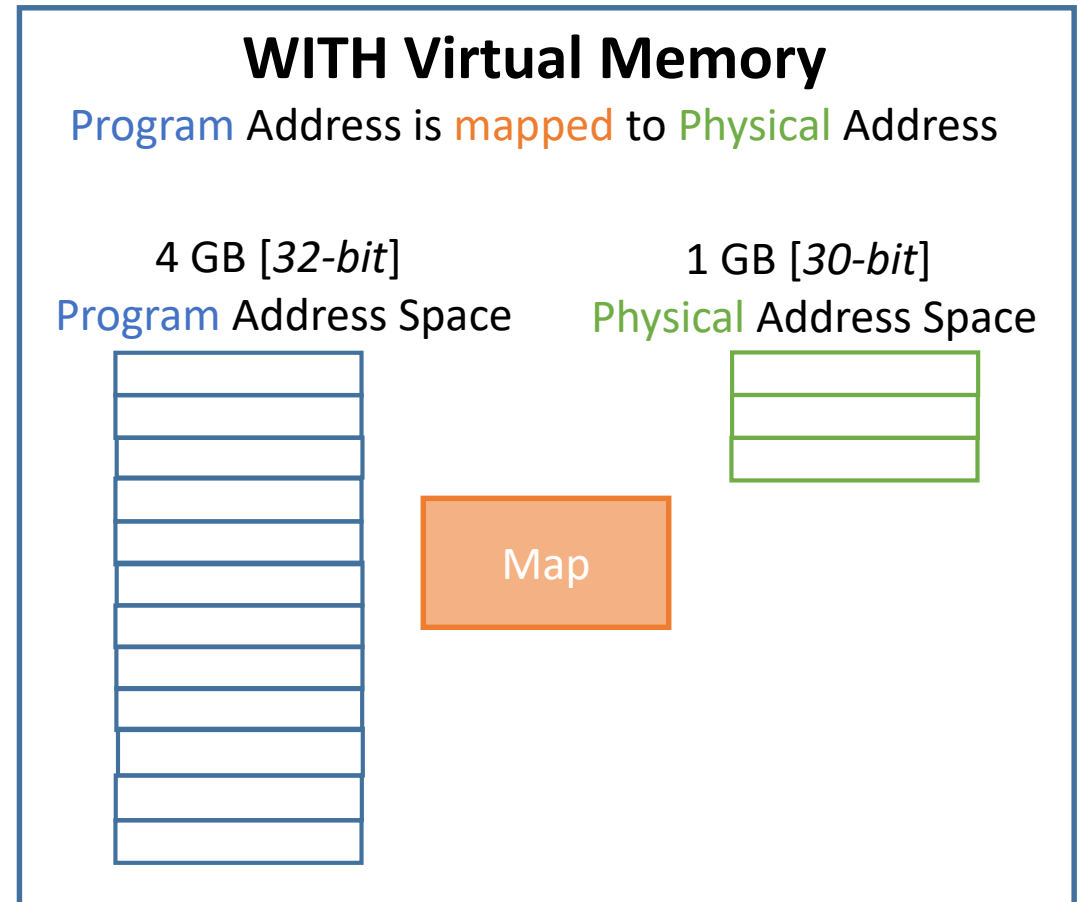 WITH Virtual Memory
Program Address is mapped to Physical Address
4 GB [32-bit]
Program Address Space
1 GB [30-bit]
Physical Address Space
Map